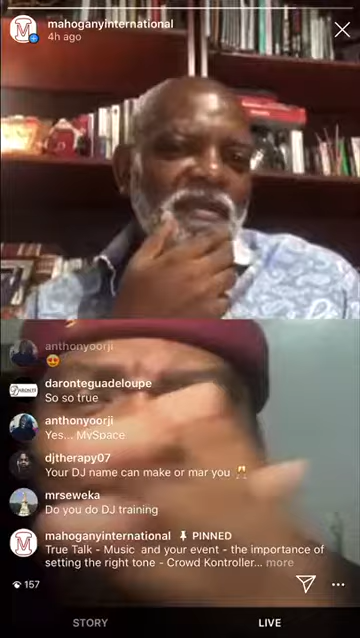 mahoganyinternational
4h ago
anthonyoorji
😍
daronteguadeloupe
So so true
anthonyoorji
Yes... MySpace
djtherapy07
Your DJ name can make or mar you
mrseweka
Do you do DJ training
mahoganyinternational PINNED
True Talk - Music and your event - the importance of
setting the right tone - Crowd Kontroller... more
157
STORY LIVE